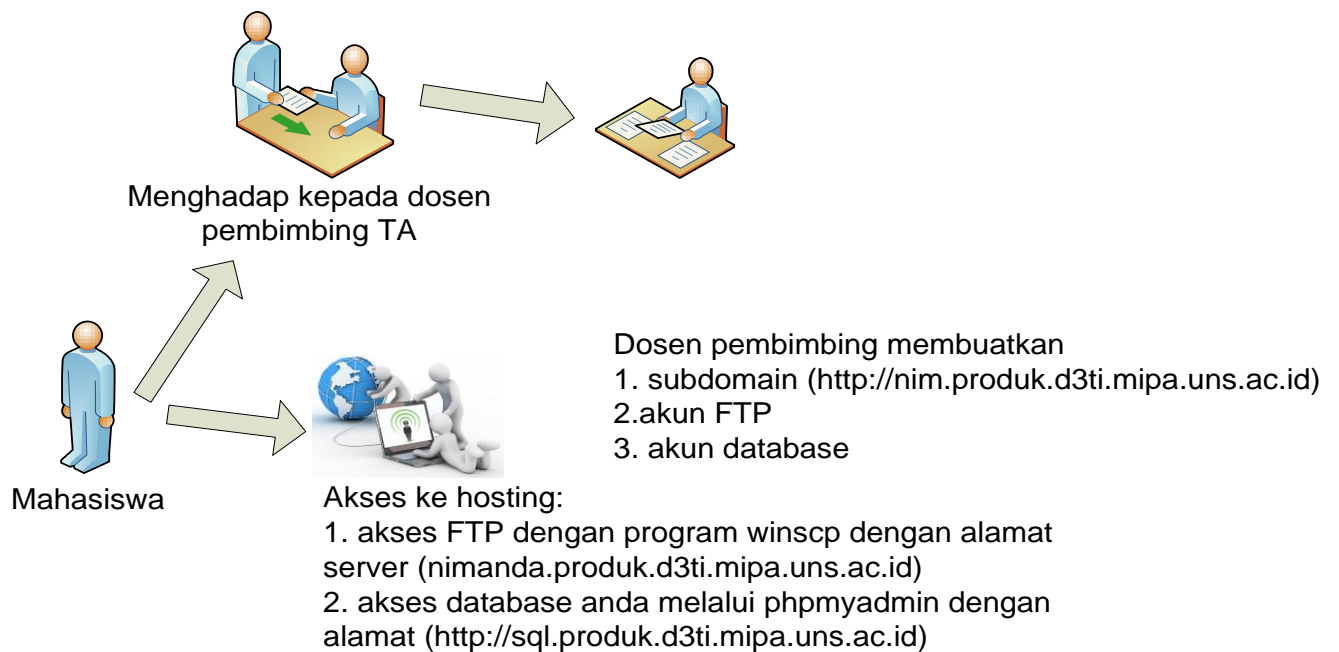 Menghadap kepada dosen
pembimbing TA
Mahasiswa
Dosen pembimbing membuatkan
1. subdomain (http://nim.produk.d3ti.mipa.uns.ac.id)
2.akun FTP
3. akun database
Akses ke hosting:
1. akses FTP dengan program winscp dengan alamat
server (nimanda.produk.d3ti.mipa.uns.ac.id)
2. akses database anda melalui phpmyadmin dengan
alamat (http://sql.produk.d3ti.mipa.uns.ac.id)